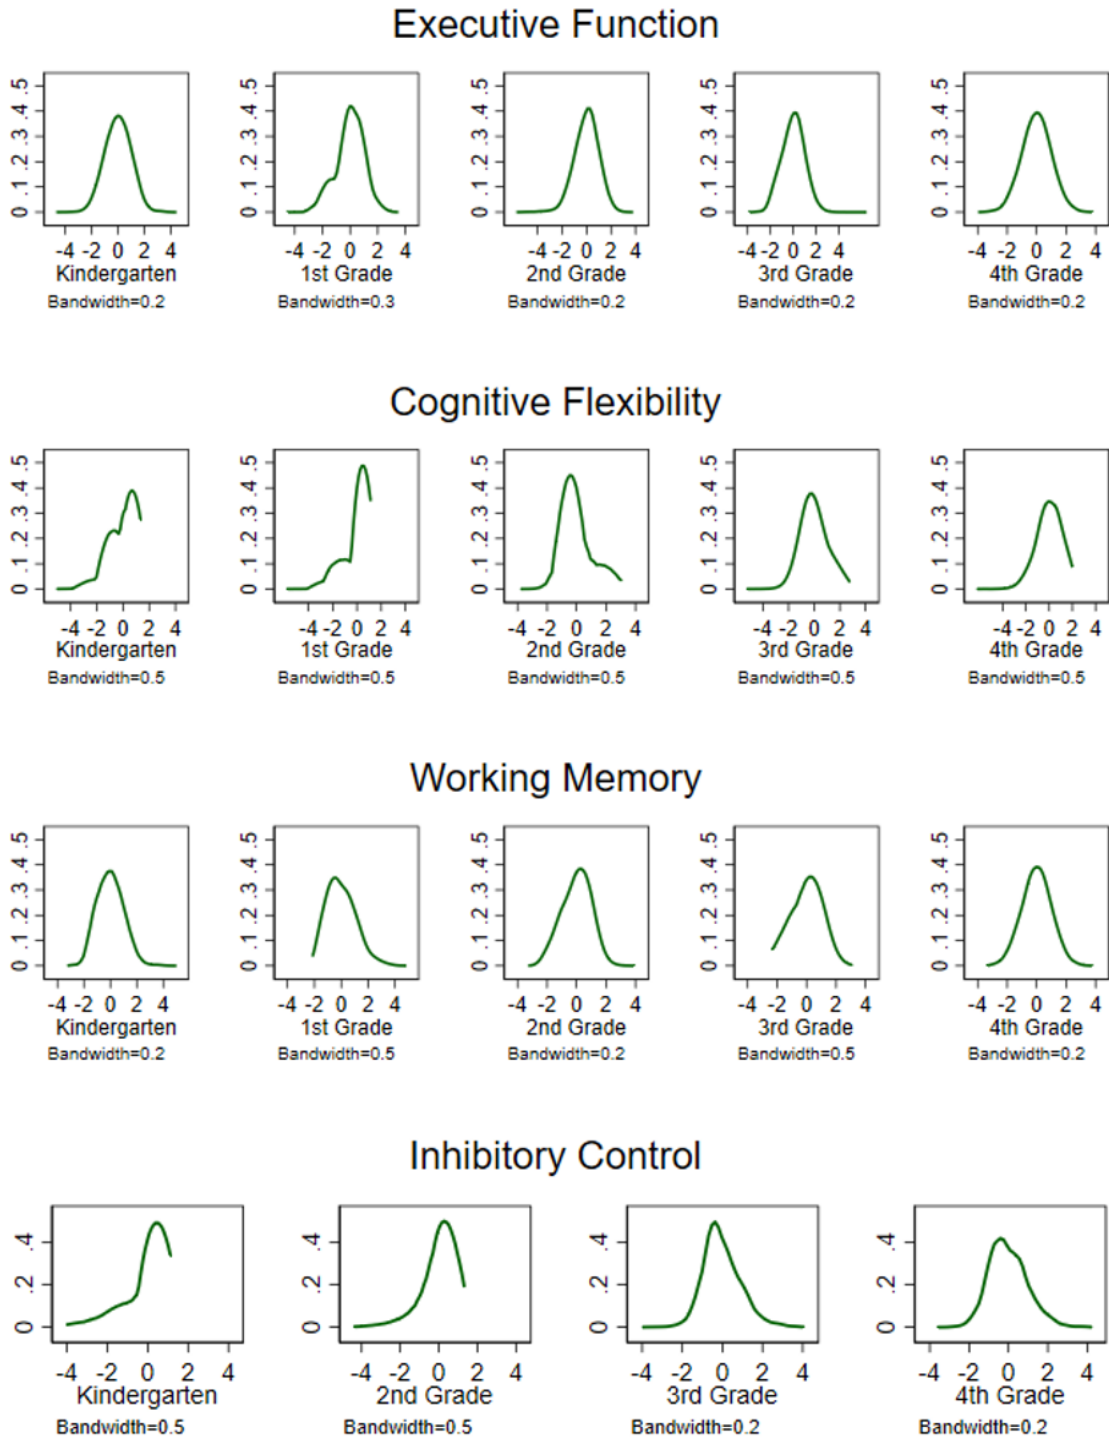 Executive Function
.5 .5 .5 .5 .5
.4 .4 .4 .4 .4
.3 .3 .3 .3 .3
.2 .2 .2 .2 .2
.1 .1 .1 .1 .1
0 0 0 0 0
-4 -2 0 2 4 -4 -2 0 2 4 -4 -2 0 2 4 -4 -2 0 2 4 -4 -2 0 2 4
Kindergarten 1st Grade 2nd Grade 3rd Grade 4th Grade
Bandwidth=0.2 Bandwidth=0.3 Bandwidth=0.2 Bandwidth=0.2 Bandwidth=0.2
Cognitive Flexibility
.5 .5 .5 .5 .5
.4 .4 .4 .4 .4
.3 .3 .3 .3 .3
.2 .2 .2 .2 .2
.1 .1 .1 .1 .1
0 0 0 0 0
-4 -2 0 2 4 -4 -2 0 2 4 -4 -2 0 2 4 -4 -2 0 2 4 -4 -2 0 2 4
Kindergarten 1st Grade 2nd Grade 3rd Grade 4th Grade
Bandwidth=0.5 Bandwidth=0.5 Bandwidth=0.5 Bandwidth=0.5 Bandwidth=0.5
Working Memory
.5 .5 .5 .5 .5
.4 .4 .4 .4 .4
.3 .3 .3 .3 .3
.2 .2 .2 .2 .2
.1 .1 .1 .1 .1
0 0 0 0 0
-4 -2 0 2 4 -4 -2 0 2 4 -4 -2 0 2 4 -4 -2 0 2 4 -4 -2 0 2 4
Kindergarten 1st Grade 2nd Grade 3rd Grade 4th Grade
Bandwidth=0.2 Bandwidth=0.5 Bandwidth=0.2 Bandwidth=0.5 Bandwidth=0.2
Inhibitory Control
.4 .4 .4 .4
.2 .2 .2 .2
0 0 0 0
-4 -2 0 2 4 -4 -2 0 2 4 -4 -2 0 2 4 -4 -2 0 2 4
Kindergarten 2nd Grade 3rd Grade 4th Grade
Bandwidth=0.5 Bandwidth=0.5 Bandwidth=0.2 Bandwidth=0.2